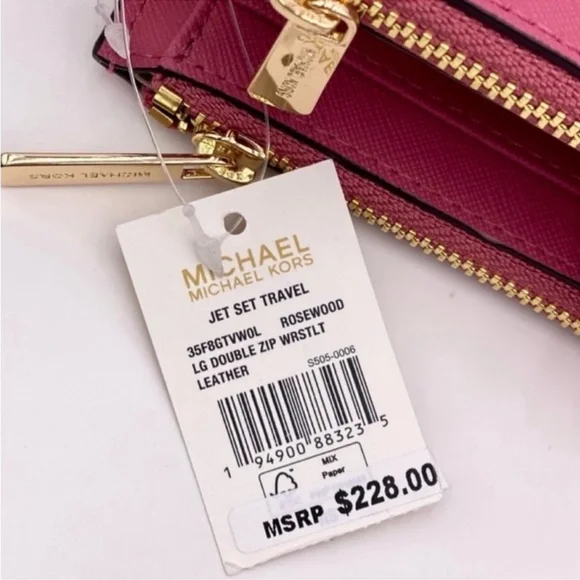 MICHAEL KORS
MICHAEL
MICHAEL KORS
JET SET TRAVEL
35F8GTVW0L ROSEWOOD
LG DOUBLE ZIP WRSTLT
LEATHER
S505-0006
1 94900 88323 5
MIX
Paper
MSRP $228.00